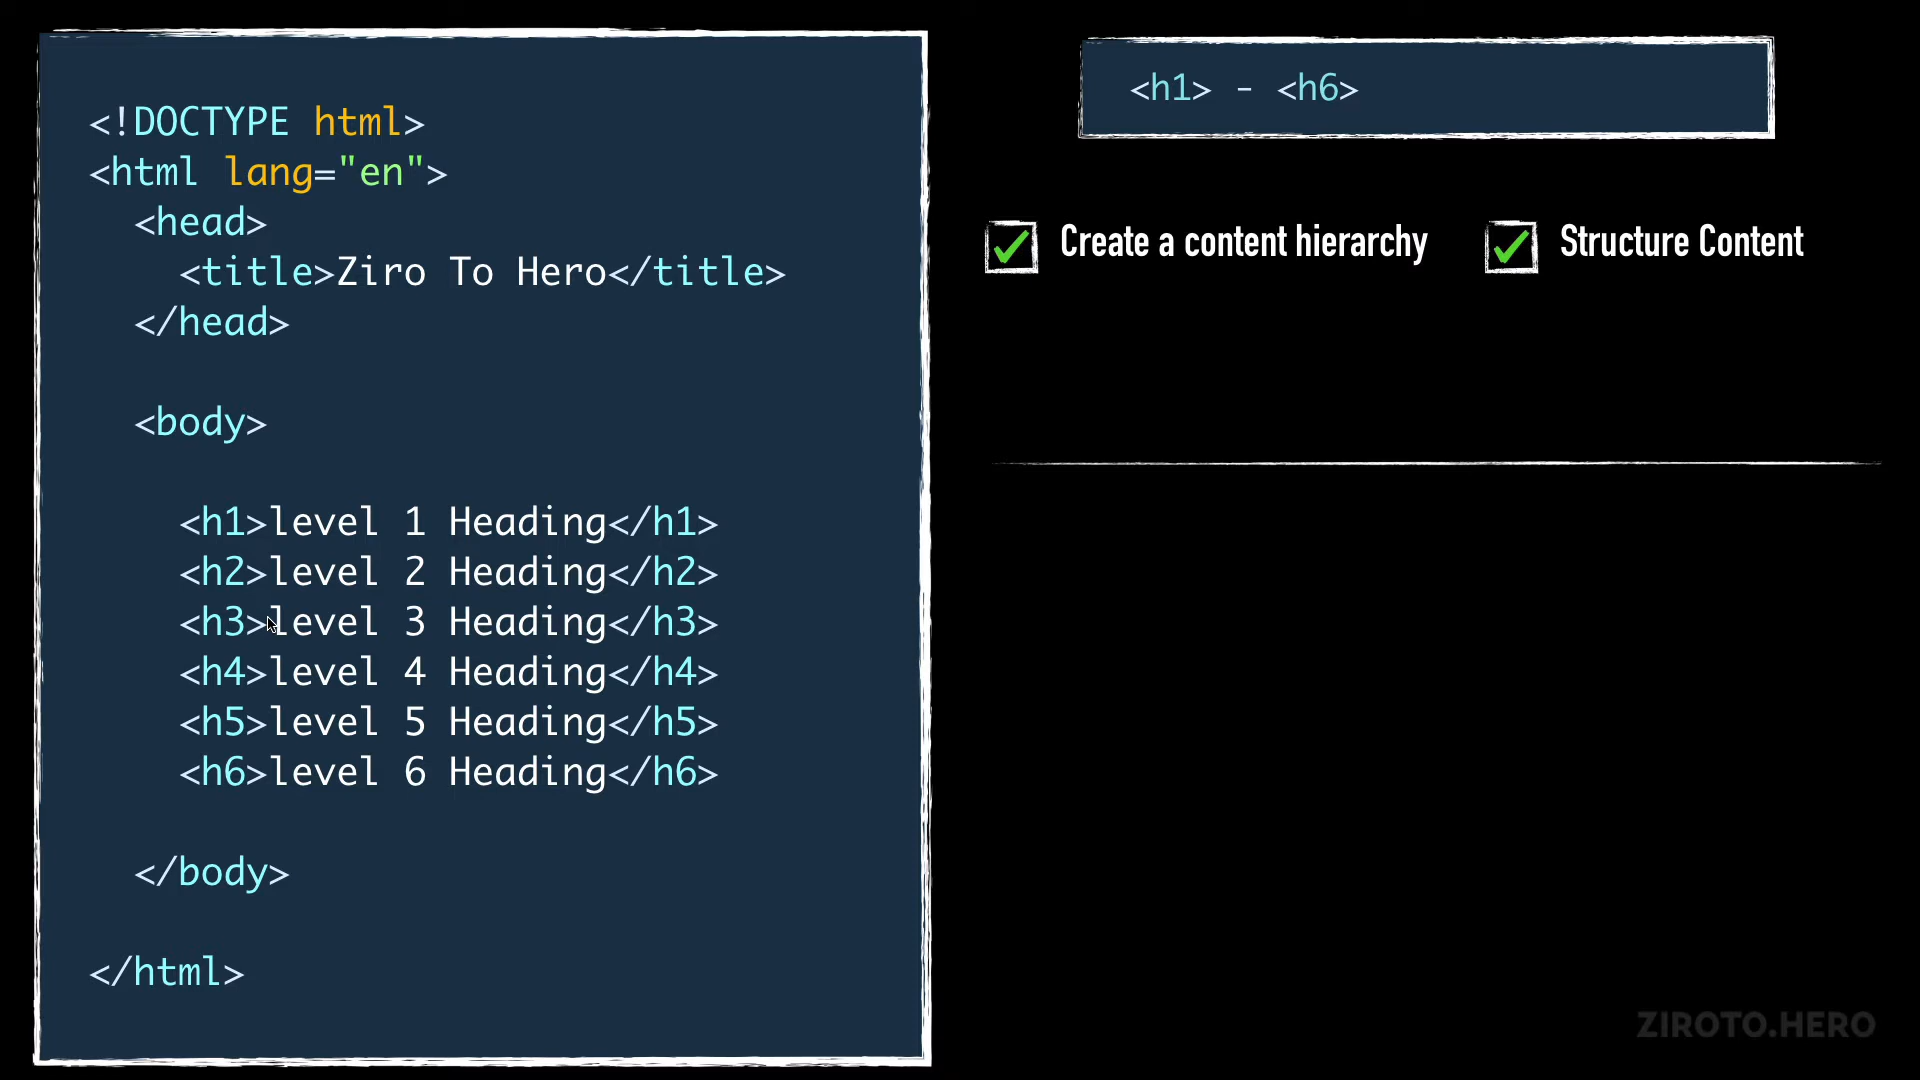 <!DOCTYPE html>
<html lang="en">
<head>
<title>Ziro To Hero</title>
</head>
<body>
<h1>level 1 Heading</h1>
<h2>level 2 Heading</h2>
<h3>level 3 Heading</h3>
<h4>level 4 Heading</h4>
<h5>level 5 Heading</h5>
<h6>level 6 Heading</h6>
</body>
</html>
<h1> - <h6>
Create a content hierarchy
Structure Content
ZIROTO.HERO